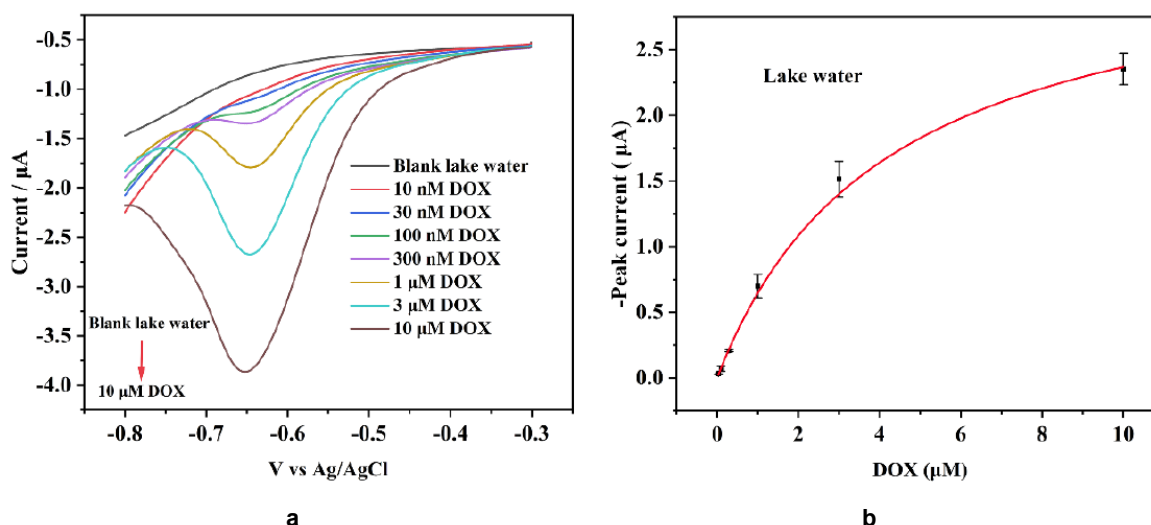 -0.5
-1.0
-1.5
-2.0
-2.5
-3.0
-3.5
-4.0
Current / μA
Blank lake water
10 nM DOX
30 nM DOX
100 nM DOX
300 nM DOX
1 μM DOX
3 μM DOX
10 μM DOX
Blank lake water
10 μM DOX
-0.8 -0.7 -0.6 -0.5 -0.4 -0.3
V vs Ag/AgCl
a
2.5
2.0
1.5
1.0
0.5
0.0
-Peak current ( μA)
Lake water
0 2 4 6 8 10
DOX (μM)
b